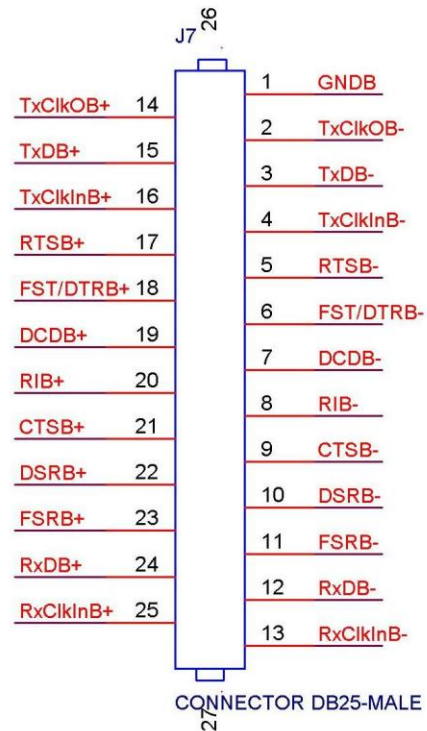 26
J7
1 GNDB
TxClkOB+ 14
2 TxClkOB-
TxDB+ 15
3 TxDB-
TxClkInB+ 16
4 TxClkInB-
RTSB+ 17
5 RTSB-
FST/DTRB+ 18
6 FST/DTRB-
DCDB+ 19
7 DCDB-
RIB+ 20
8 RIB-
CTSB+ 21
9 CTSB-
DSRB+ 22
10 DSRB-
FSRB+ 23
11 FSRB-
RxDB+ 24
12 RxDB-
RxClkInB+ 25
13 RxClkInB-
CONNECTOR DB25-MALE
27